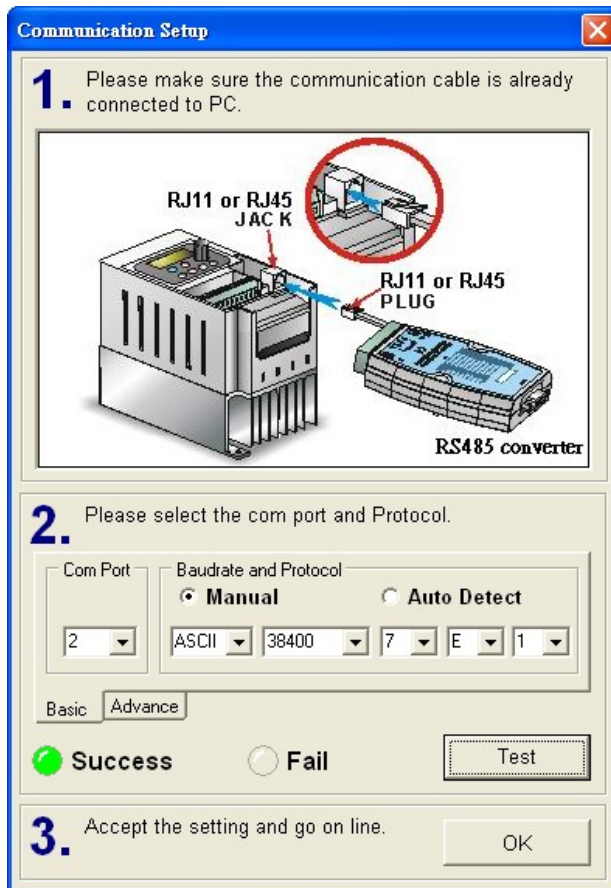 Communication Setup
1. Please make sure the communication cable is already
connected to PC.
RJ11 or RJ45
JACK
RJ11 or RJ45
PLUG
RS485 converter
2. Please select the com port and Protocol.
Com Port
Baudrate and Protocol
Manual
Auto Detect
2
ASCII
38400
7
E
1
Basic
Advance
Success
Fail
Test
3. Accept the setting and go on line.
OK